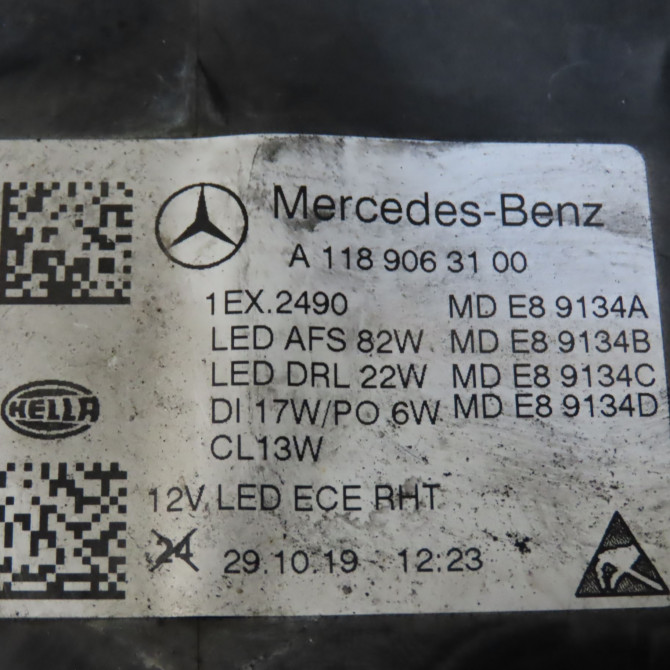 Mercedes-Benz
A 118 906 31 00
1EX.2490 MD E8 9134A
LED AFS 82W MD E8 9134B
LED DRL 22W MD E8 9134C
HELLA
DI 17W/PO 6W MD E8 9134D
CL13W
12V LED ECE RHT
24 29.10.19 12:23